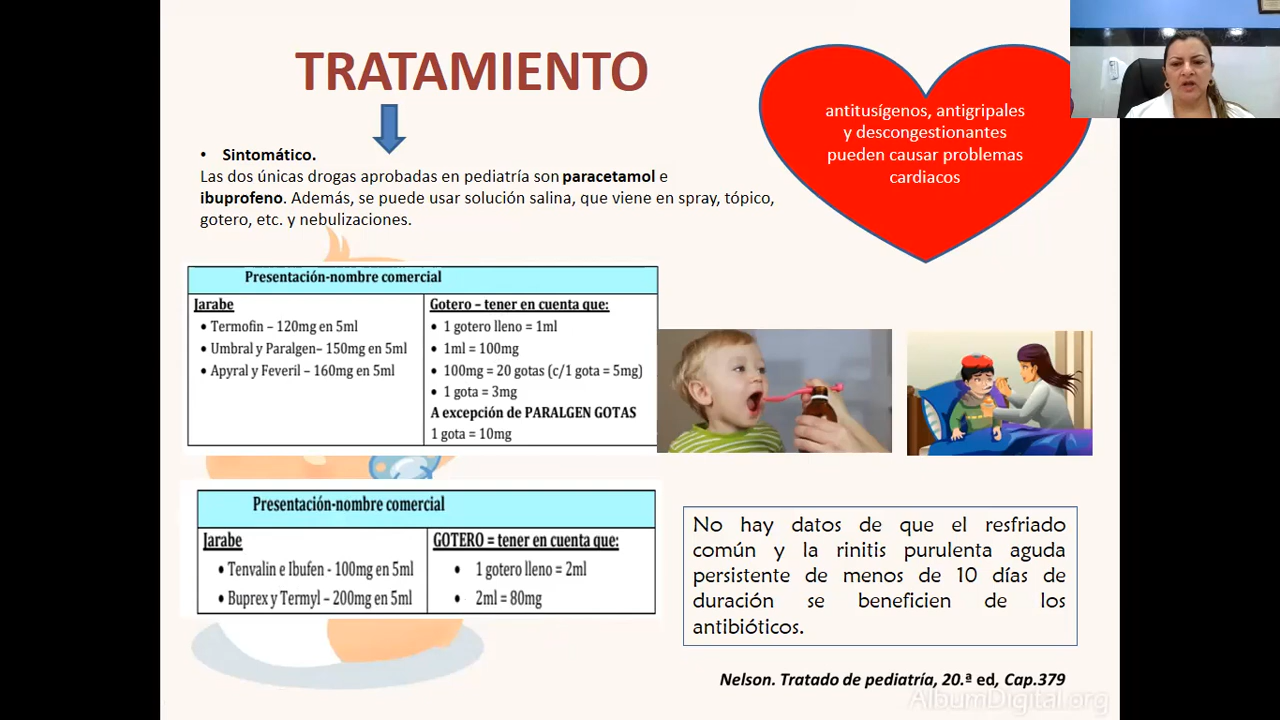 TRATAMIENTO
• Sintomático.
Las dos únicas drogas aprobadas en pediatría son paracetamol e
ibuprofeno. Además, se puede usar solución salina, que viene en spray, tópico,
gotero, etc. y nebulizaciones.
antitusígenos, antigripales
y descongestionantes
pueden causar problemas
cardiacos
Presentación-nombre comercial
Jarabe
• Termofin – 120mg en 5ml
• Umbral y Paralgen– 150mg en 5ml
• Apyral y Feveril – 160mg en 5ml
Gotero – tener en cuenta que:
• 1 gotero lleno = 1ml
• 1ml = 100mg
• 100mg = 20 gotas (c/1 gota = 5mg)
• 1 gota = 3mg
A excepción de PARALGEN GOTAS
1 gota = 10mg
Presentación-nombre comercial
Jarabe
• Tenvalin e Ibufen - 100mg en 5ml
• Buprex y Termyl – 200mg en 5ml
GOTERO = tener en cuenta que:
• 1 gotero lleno = 2ml
• 2ml = 80mg
No hay datos de que el resfriado
común y la rinitis purulenta aguda
persistente de menos de 10 días de
duración se beneficien de los
antibióticos.
Nelson. Tratado de pediatría, 20.ª ed, Cap.379
AlbumDigital.org